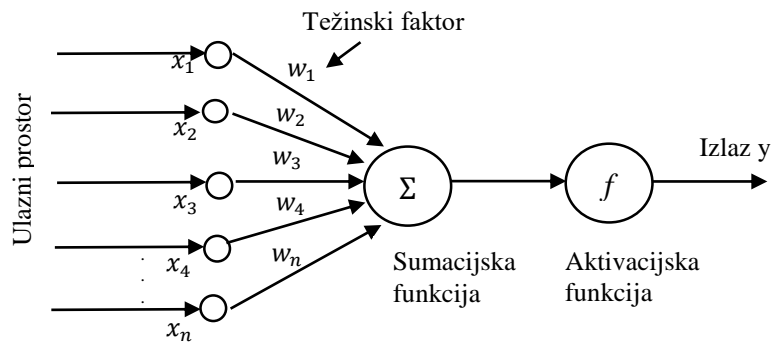 Težinski faktor
x₁
w₁
x₂
w₂
Ulazni prostor
w₃
Izlaz y
x₃
Σ
f
w₄
x₄
wₙ
Sumacijska
funkcija
Aktivacijska
funkcija
xₙ